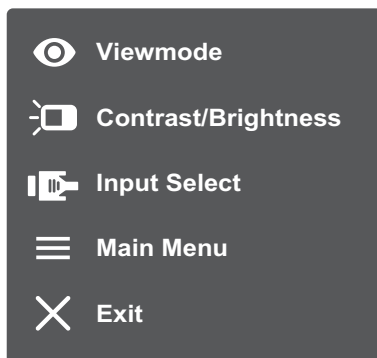 Viewmode
Contrast/Brightness
Input Select
Main Menu
Exit